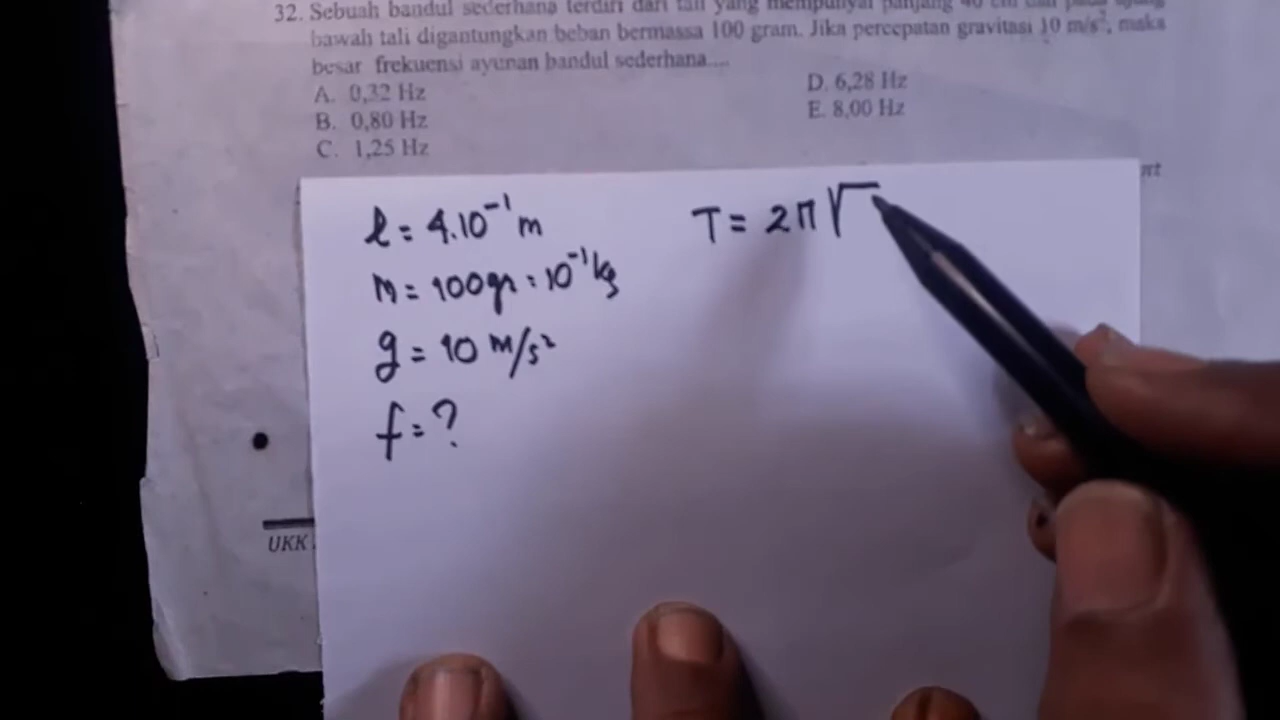 32. Sebuah bandul sederhana terdiri dari tali yang mempunyai panjang 40 cm dan pada ujung
bawah tali digantungkan beban bermassa 100 gram. Jika percepatan gravitasi 10 m/s², maka
besar frekuensi ayunan bandul sederhana....
A. 0,32 Hz
B. 0,80 Hz
C. 1,25 Hz
D. 6,28 Hz
E. 8,00 Hz
l = 4.10⁻¹ m
m = 100gr = 10⁻¹ kg
g = 10 m/s²
f = ?
T = 2π√
UKK